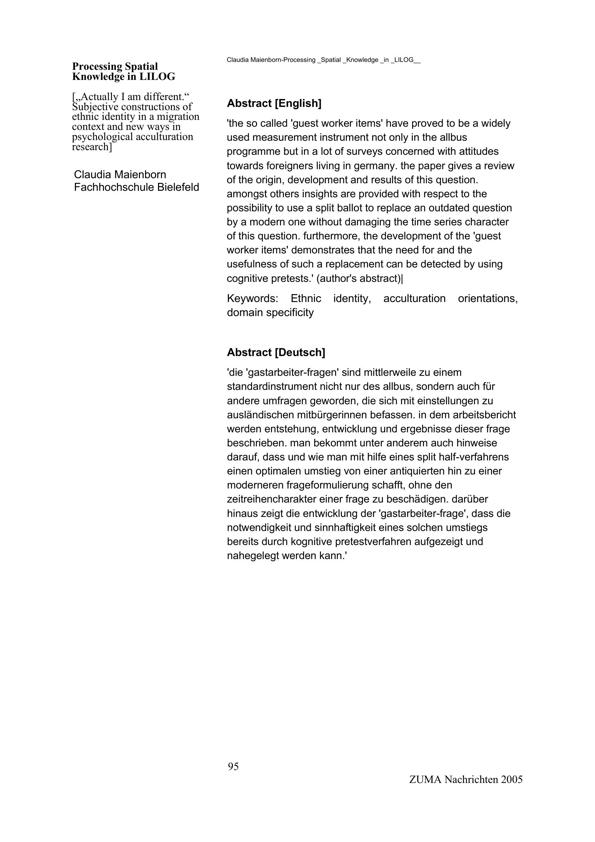 Processing Spatial
Knowledge in LILOG
[„Actually I am different.“
Subjective constructions of
ethnic identity in a migration
context and new ways in
psychological acculturation
research]
Claudia Maienborn
Fachhochschule Bielefeld
Claudia Maienborn-Processing _Spatial _Knowledge _in _LILOG__
Abstract [English]
'the so called 'guest worker items' have proved to be a widely
used measurement instrument not only in the allbus
programme but in a lot of surveys concerned with attitudes
towards foreigners living in germany. the paper gives a review
of the origin, development and results of this question.
amongst others insights are provided with respect to the
possibility to use a split ballot to replace an outdated question
by a modern one without damaging the time series character
of this question. furthermore, the development of the 'guest
worker items' demonstrates that the need for and the
usefulness of such a replacement can be detected by using
cognitive pretests.' (author's abstract)|
Keywords: Ethnic identity, acculturation orientations,
domain specificity
Abstract [Deutsch]
'die 'gastarbeiter-fragen' sind mittlerweile zu einem
standardinstrument nicht nur des allbus, sondern auch für
andere umfragen geworden, die sich mit einstellungen zu
ausländischen mitbürgerinnen befassen. in dem arbeitsbericht
werden entstehung, entwicklung und ergebnisse dieser frage
beschrieben. man bekommt unter anderem auch hinweise
darauf, dass und wie man mit hilfe eines split half-verfahrens
einen optimalen umstieg von einer antiquierten hin zu einer
moderneren frageformulierung schafft, ohne den
zeitreihencharakter einer frage zu beschädigen. darüber
hinaus zeigt die entwicklung der 'gastarbeiter-frage', dass die
notwendigkeit und sinnhaftigkeit eines solchen umstiegs
bereits durch kognitive pretestverfahren aufgezeigt und
nahegelegt werden kann.'
95
ZUMA Nachrichten 2005